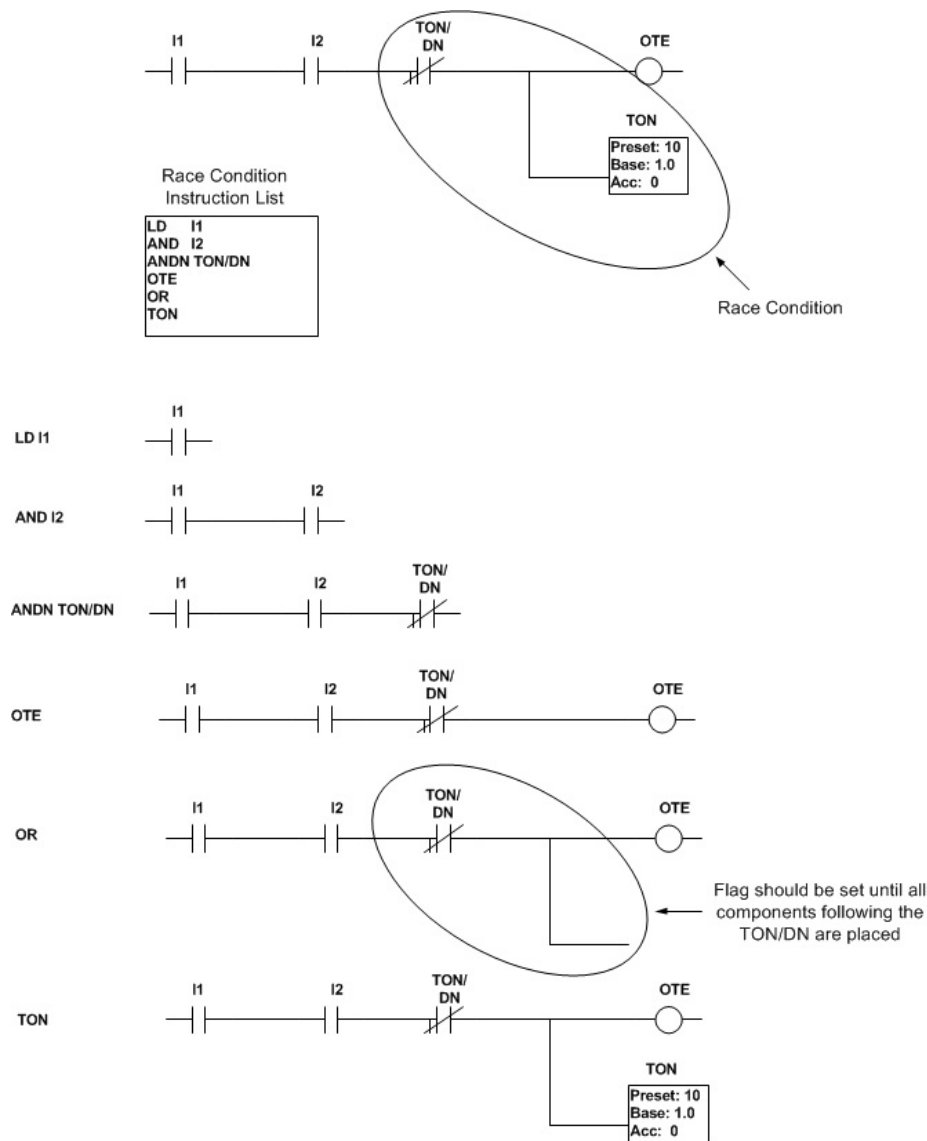 I1
I2
TON/
DN
OTE
TON
Preset: 10
Base: 1.0
Acc: 0
Race Condition
Instruction List
LD I1
AND I2
ANDN TON/DN
OTE
OR
TON
Race Condition
LD I1
I1
AND I2
I1
I2
ANDN TON/DN
I1
I2
TON/
DN
OTE
I1
I2
TON/
DN
OTE
OR
I1
I2
TON/
DN
OTE
Flag should be set until all
components following the
TON/DN are placed
TON
I1
I2
TON/
DN
OTE
TON
Preset: 10
Base: 1.0
Acc: 0